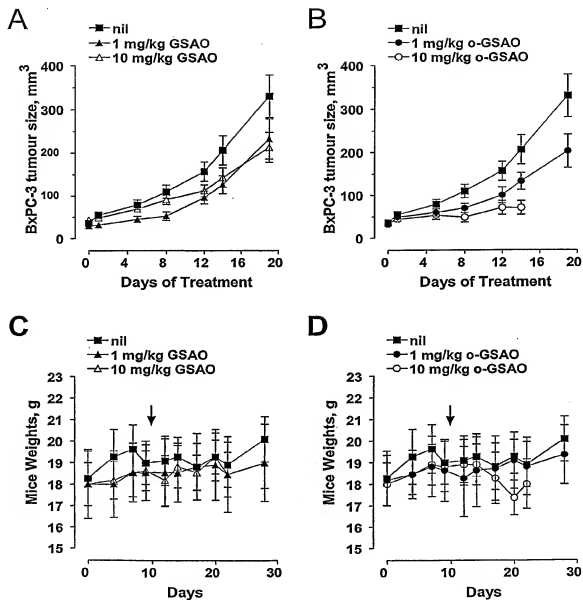 A
nil
1 mg/kg GSAO
10 mg/kg GSAO
BxPC-3 tumour size, mm3
400
300
200
100
0
0 4 8 12 16 20
Days of Treatment
B
nil
1 mg/kg o-GSAO
10 mg/kg o-GSAO
BxPC-3 tumour size, mm3
400
300
200
100
0
0 4 8 12 16 20
Days of Treatment
C
nil
1 mg/kg GSAO
10 mg/kg GSAO
Mice Weights, g
23
22
21
20
19
18
17
16
15
0 10 20 30
Days
D
nil
1 mg/kg o-GSAO
10 mg/kg o-GSAO
Mice Weights, g
23
22
21
20
19
18
17
16
15
0 10 20 30
Days